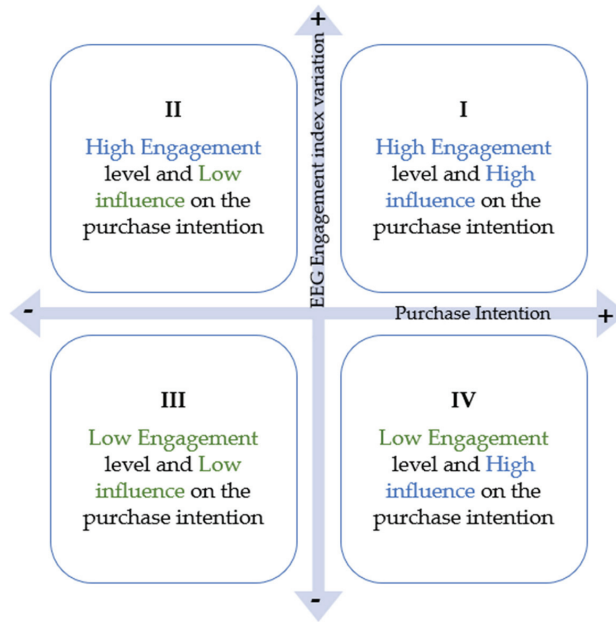 +
EEG Engagement index variation
II
High Engagement
level and Low
influence on the
purchase intention
I
High Engagement
level and High
influence on the
purchase intention
-
Purchase Intention
+
III
Low Engagement
level and Low
influence on the
purchase intention
IV
Low Engagement
level and High
influence on the
purchase intention
-